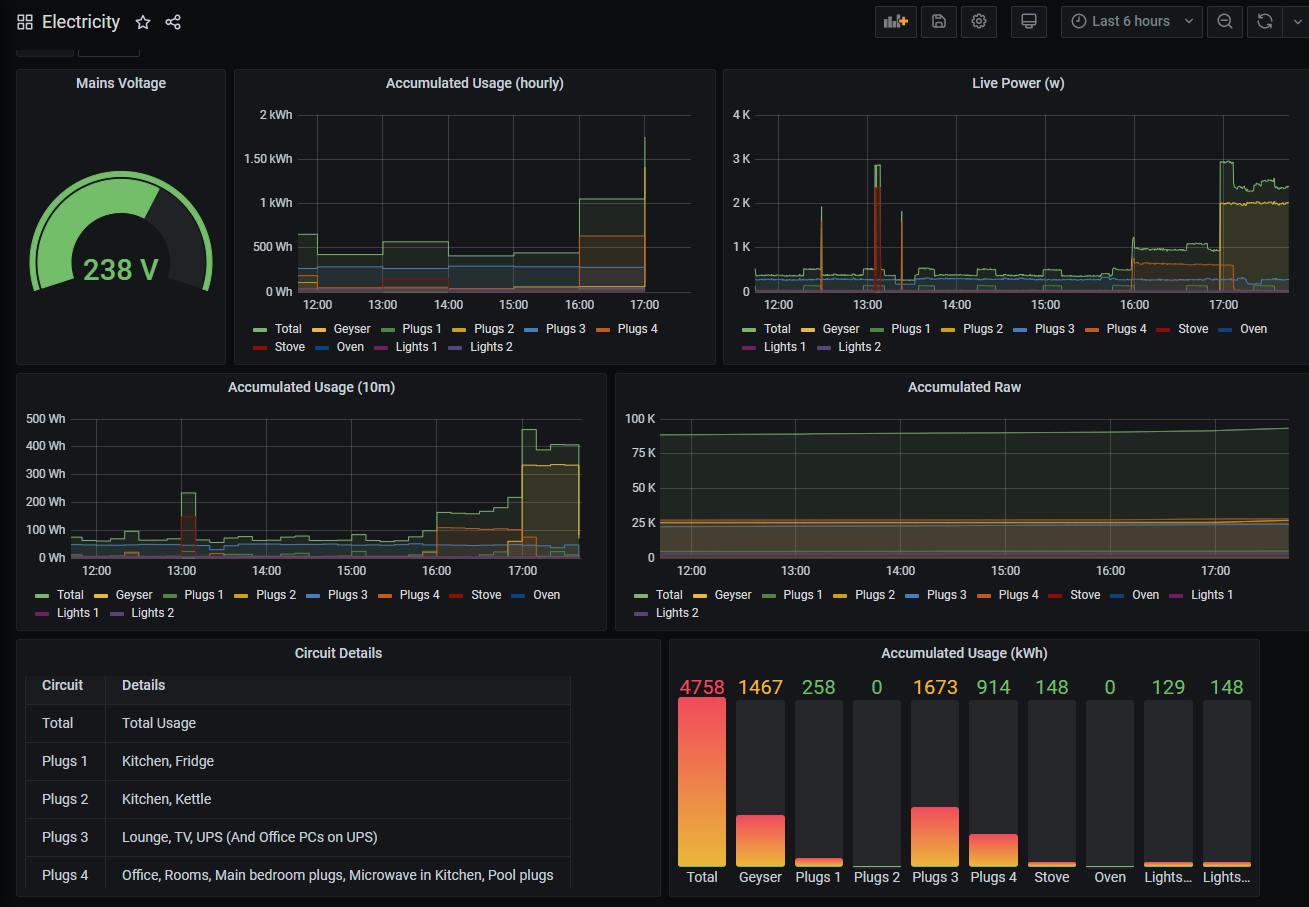 Electricity
Last 6 hours
Mains Voltage
238 V
Accumulated Usage (hourly)
2 kWh
1.50 kWh
1 kWh
500 Wh
0 Wh
12:00 13:00 14:00 15:00 16:00 17:00
Total Geyser Plugs 1 Plugs 2 Plugs 3 Plugs 4
Stove Oven Lights 1 Lights 2
Live Power (w)
4 K
3 K
2 K
1 K
0
12:00 13:00 14:00 15:00 16:00 17:00
Total Geyser Plugs 1 Plugs 2 Plugs 3 Plugs 4 Stove Oven
Lights 1 Lights 2
Accumulated Usage (10m)
500 Wh
400 Wh
300 Wh
200 Wh
100 Wh
0 Wh
12:00 13:00 14:00 15:00 16:00 17:00
Total Geyser Plugs 1 Plugs 2 Plugs 3 Plugs 4 Stove Oven
Lights 1 Lights 2
Accumulated Raw
100 K
75 K
50 K
25 K
0
12:00 13:00 14:00 15:00 16:00 17:00
Total Geyser Plugs 1 Plugs 2 Plugs 3 Plugs 4 Stove Oven Lights 1
Lights 2
Circuit Details
Circuit Details
Total Total Usage
Plugs 1 Kitchen, Fridge
Plugs 2 Kitchen, Kettle
Plugs 3 Lounge, TV, UPS (And Office PCs on UPS)
Plugs 4 Office, Rooms, Main bedroom plugs, Microwave in Kitchen, Pool plugs
Accumulated Usage (kWh)
4758 1467 258 0 1673 914 148 0 129 148
Total Geyser Plugs 1 Plugs 2 Plugs 3 Plugs 4 Stove Oven Lights... Lights...